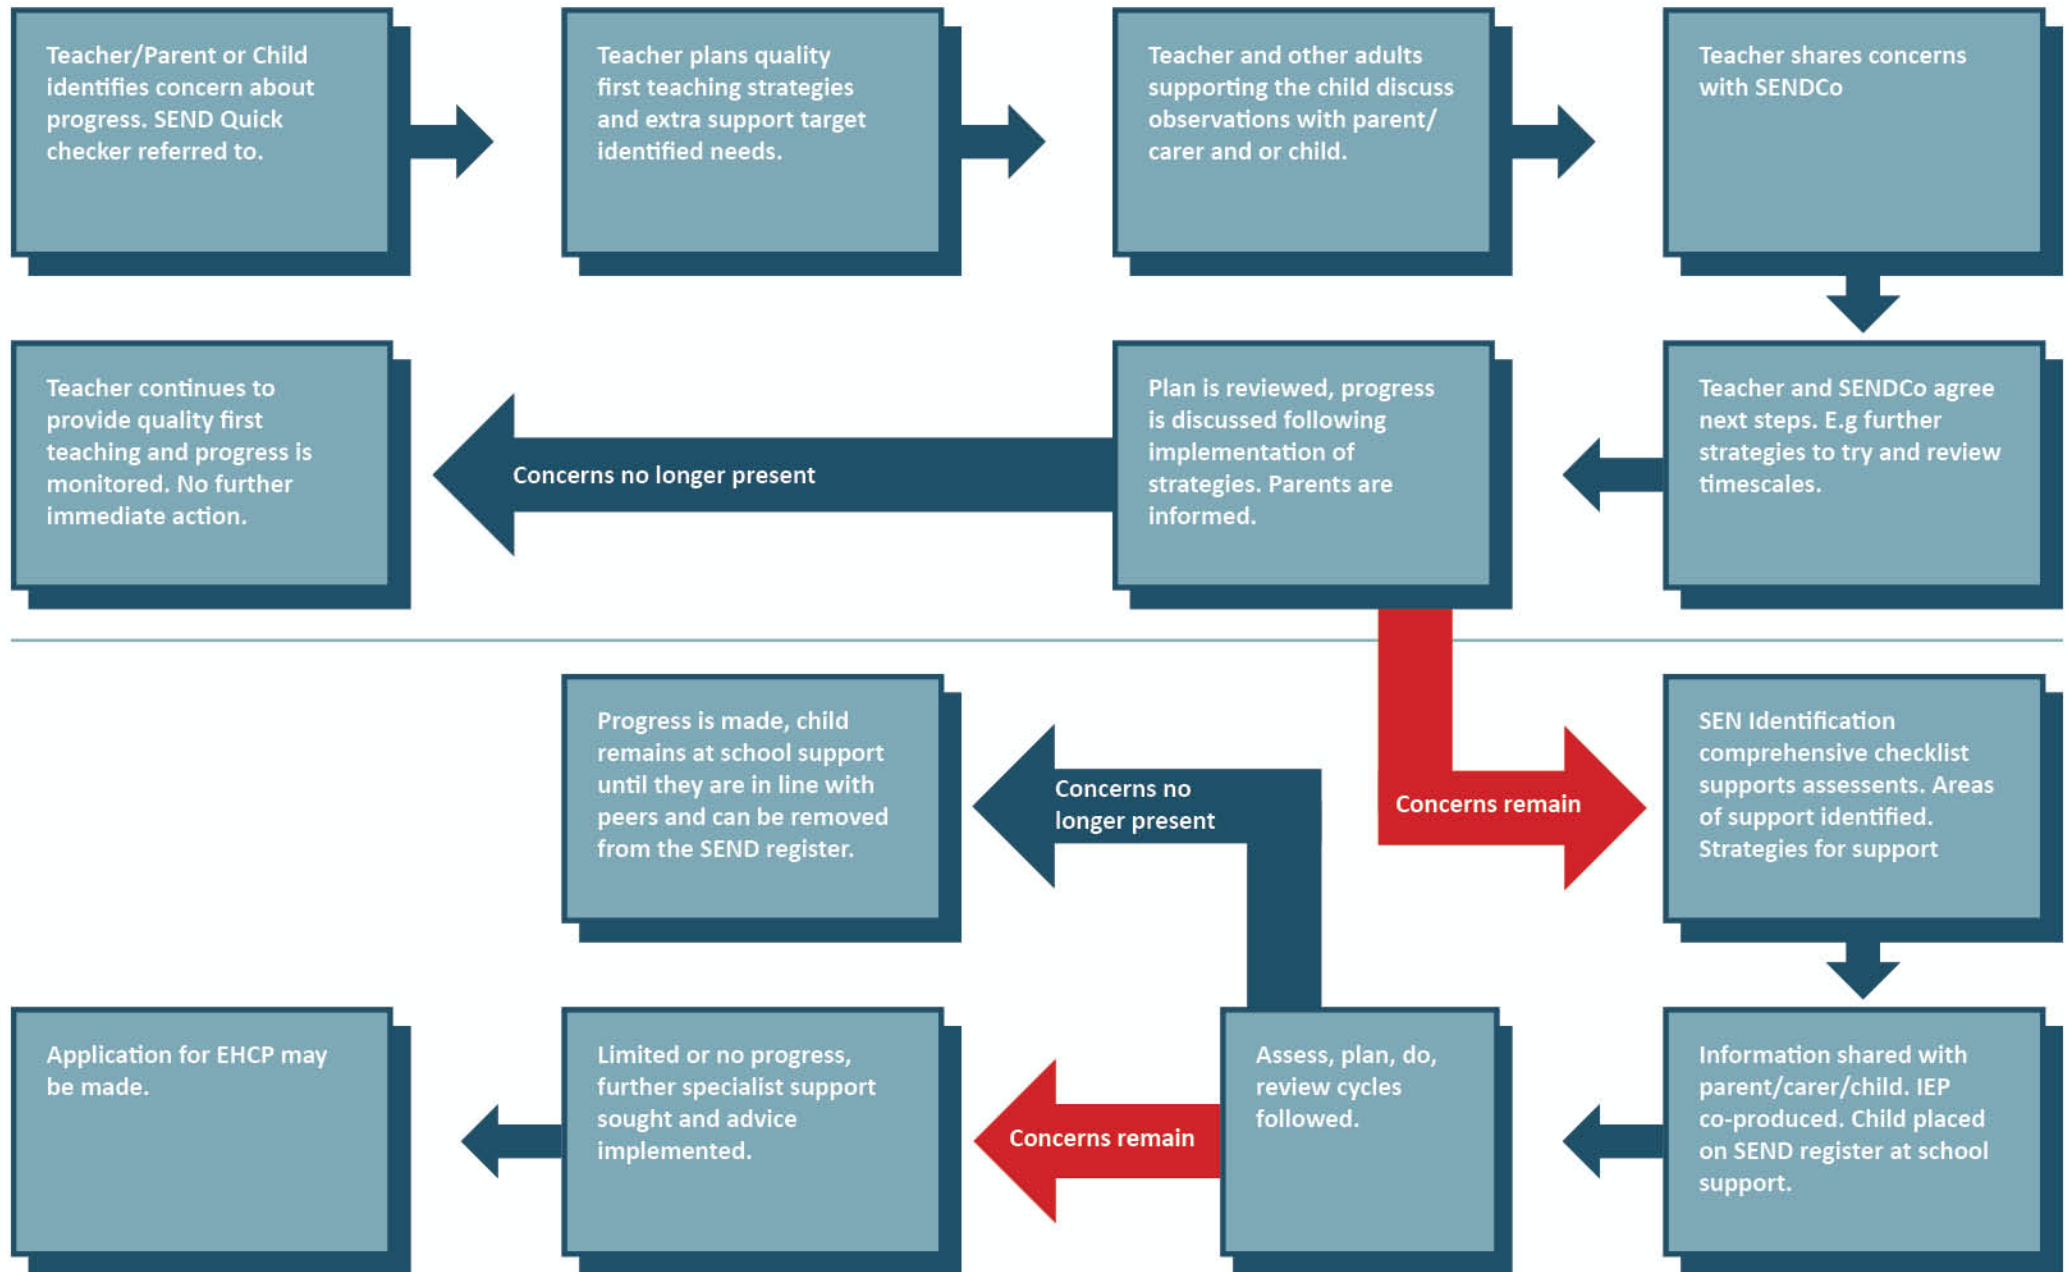 Teacher/Parent or Child
identifies concern about
progress. SEND Quick
checker referred to.
Teacher plans quality
first teaching strategies
and extra support target
identified needs.
Teacher and other adults
supporting the child discuss
observations with parent/
carer and or child.
Teacher shares concerns
with SENDCo
Teacher and SENDCo agree
next steps. E.g further
strategies to try and review
timescales.
Plan is reviewed, progress
is discussed following
implementation of
strategies. Parents are
informed.
Concerns no longer present
Teacher continues to
provide quality first
teaching and progress is
monitored. No further
immediate action.
Concerns remain
SEN Identification
comprehensive checklist
supports assessents. Areas
of support identified.
Strategies for support
Information shared with
parent/carer/child. IEP
co-produced. Child placed
on SEND register at school
support.
Assess, plan, do,
review cycles
followed.
Concerns no
longer present
Progress is made, child
remains at school support
until they are in line with
peers and can be removed
from the SEND register.
Concerns remain
Limited or no progress,
further specialist support
sought and advice
implemented.
Application for EHCP may
be made.